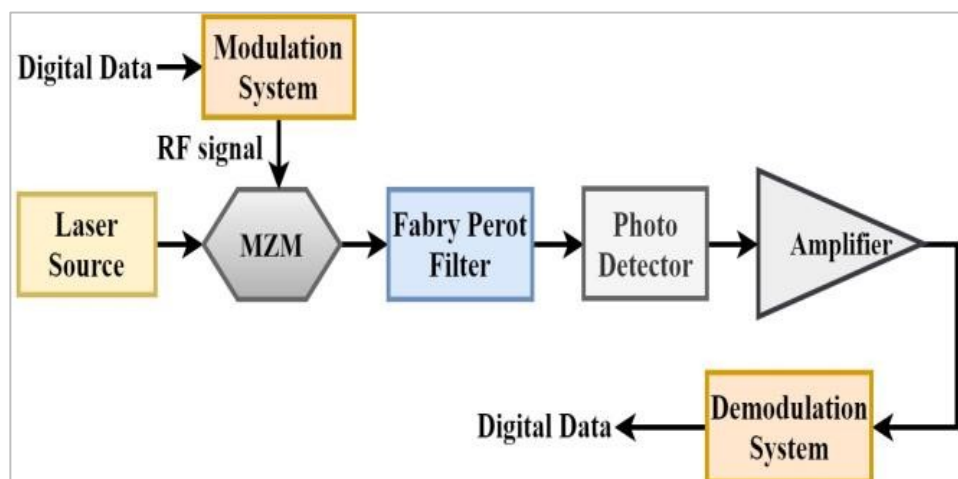 Digital Data
Modulation
System
RF signal
Laser
Source
MZM
Fabry Perot
Filter
Photo
Detector
Amplifier
Digital Data
Demodulation
System